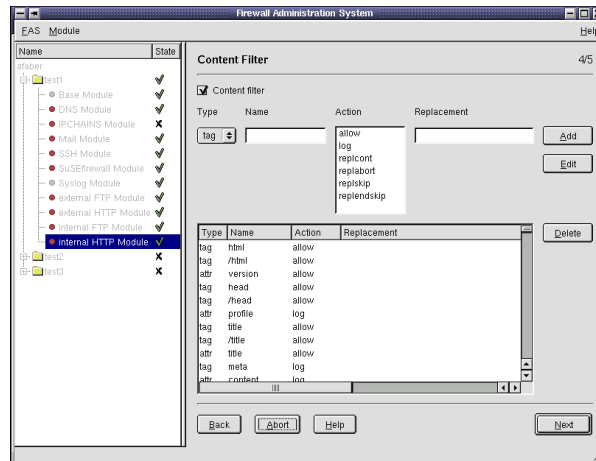 Firewall Administration System
FAS Module Help
Name State
afaber
test1
Base Module
DNS Module
IPCHAINS Module
Mail Module
SSH Module
SuSEfirewall Module
Syslog Module
external FTP Module
external HTTP Module
internal FTP Module
internal HTTP Module
test2
test3
Content Filter 4/5
Content filter
Type Name Action Replacement
tag
allow
log
replcont
replabort
replskip
replendskip
Add
Edit
Type Name Action Replacement
tag html allow
tag /html allow
attr version allow
tag head allow
tag /head allow
attr profile log
tag title allow
tag /title allow
attr title allow
tag meta log
attr content log
Delete
Back Abort Help Next